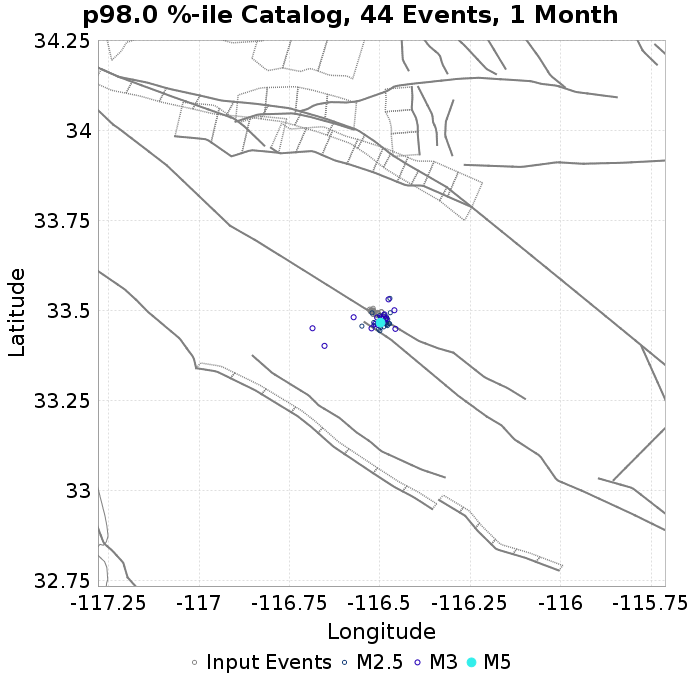 p98.0 %-ile Catalog, 44 Events, 1 Month
34.25
34
33.75
33.5
33.25
33
32.75
Latitude
-117.25 -117 -116.75 -116.5 -116.25 -116 -115.75
Longitude
Input Events M2.5 M3 M5